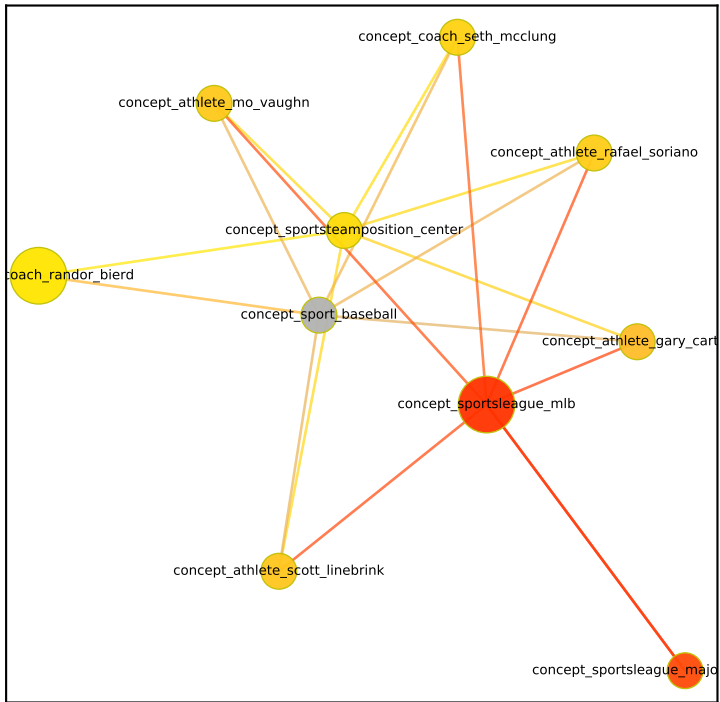 concept_coach_seth_mcclung
concept_athlete_mo_vaughn
concept_athlete_rafael_soriano
concept_sportsteamposition_center
coach_randor_bierd
concept_sport_baseball
concept_athlete_gary_cart
concept_sportsleague_mlb
concept_athlete_scott_linebrink
concept_sportsleague_majo